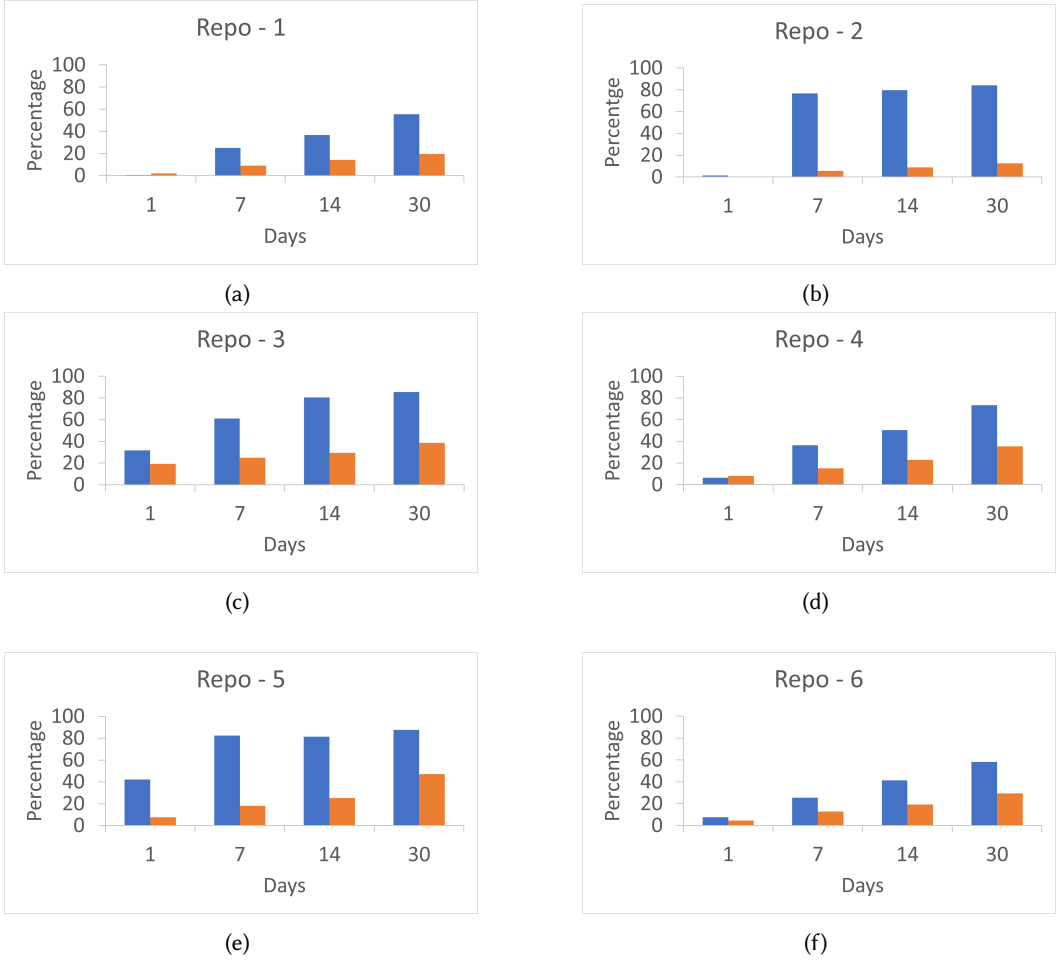 Repo - 1
Percentage
100
80
60
40
20
0
1 7 14 30
Days
(a)
Repo - 2
Percentge
100
80
60
40
20
0
1 7 14 30
Days
(b)
Repo - 3
Percentage
100
80
60
40
20
0
1 7 14 30
Days
(c)
Repo - 4
Percentage
100
80
60
40
20
0
1 7 14 30
Days
(d)
Repo - 5
Percentage
100
80
60
40
20
0
1 7 14 30
Days
(e)
Repo - 6
Percentage
100
80
60
40
20
0
1 7 14 30
Days
(f)